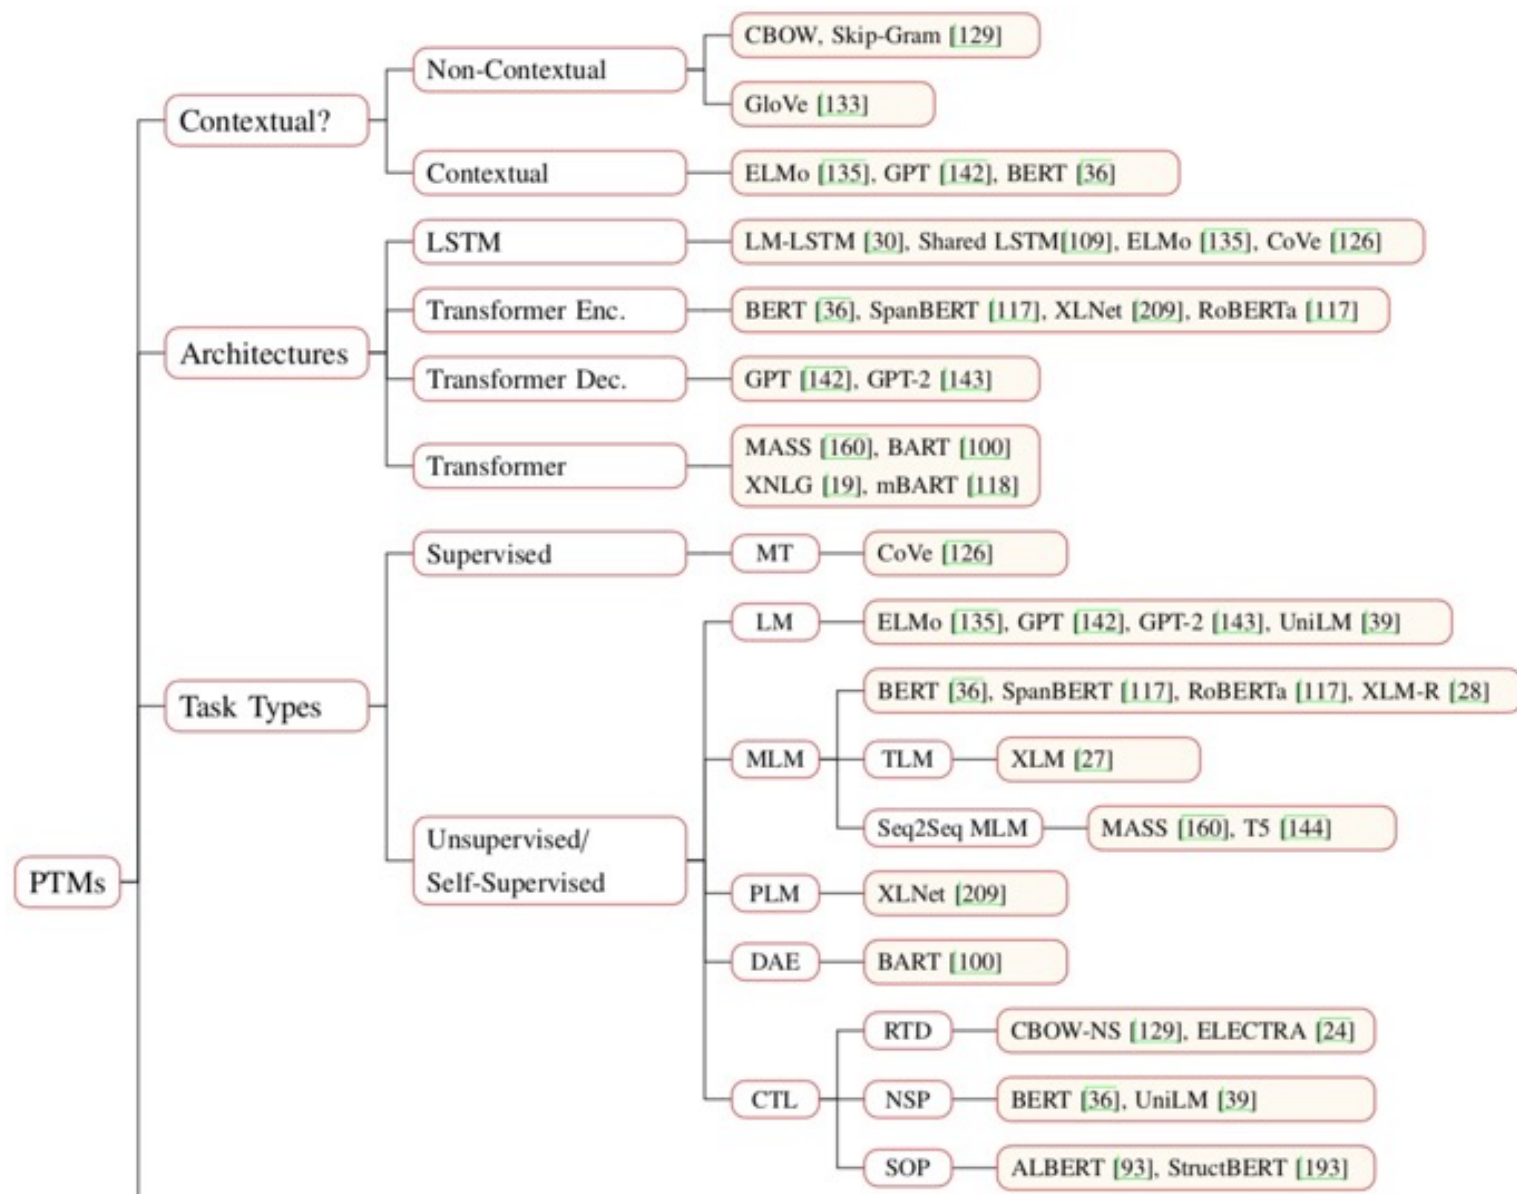 CBOW, Skip-Gram [129]
Non-Contextual
GloVe [133]
Contextual?
Contextual
ELMo [135], GPT [142], BERT [36]
LSTM
LM-LSTM [30], Shared LSTM[109], ELMo [135], CoVe [126]
Transformer Enc.
BERT [36], SpanBERT [117], XLNet [209], RoBERTa [117]
Architectures
Transformer Dec.
GPT [142], GPT-2 [143]
Transformer
MASS [160], BART [100]
XNLG [19], mBART [118]
Supervised
MT
CoVe [126]
LM
ELMo [135], GPT [142], GPT-2 [143], UniLM [39]
Task Types
BERT [36], SpanBERT [117], RoBERTa [117], XLM-R [28]
MLM
TLM
XLM [27]
Seq2Seq MLM
MASS [160], T5 [144]
Unsupervised/
Self-Supervised
PTMs
PLM
XLNet [209]
DAE
BART [100]
RTD
CBOW-NS [129], ELECTRA [24]
CTL
NSP
BERT [36], UniLM [39]
SOP
ALBERT [93], StructBERT [193]